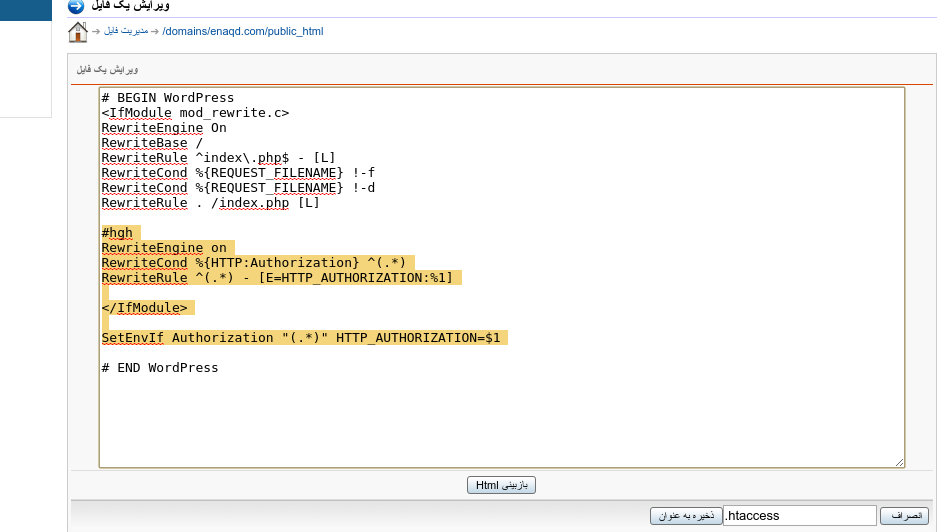 ویرایش یک فایل
/domains/enaqd.com/public_html → مدیریت فایل →
ویرایش یک فایل
# BEGIN WordPress
<IfModule mod_rewrite.c>
RewriteEngine On
RewriteBase /
RewriteRule ^index\.php$ - [L]
RewriteCond %{REQUEST_FILENAME} !-f
RewriteCond %{REQUEST_FILENAME} !-d
RewriteRule . /index.php [L]
#hgh
RewriteEngine on
RewriteCond %{HTTP:Authorization} ^(.*)
RewriteRule ^(.*) - [E=HTTP_AUTHORIZATION:%1]
</IfModule>
SetEnvIf Authorization "(.*)" HTTP_AUTHORIZATION=$1
# END WordPress
بازبینی Html
ذخیره به عنوان .htaccess انصراف